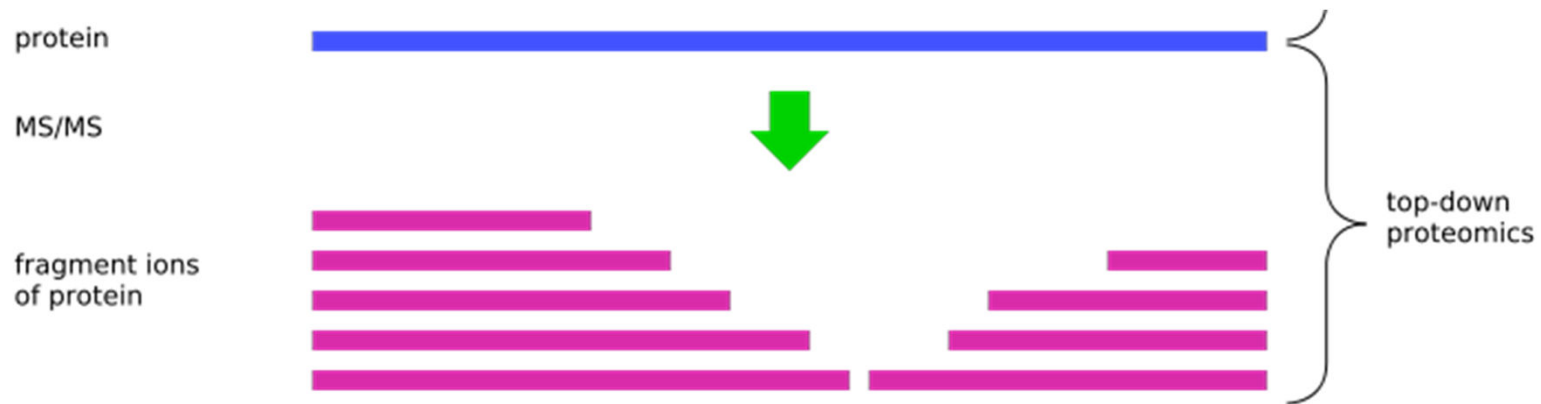 protein
MS/MS
fragment ions
of protein
top-down
proteomics